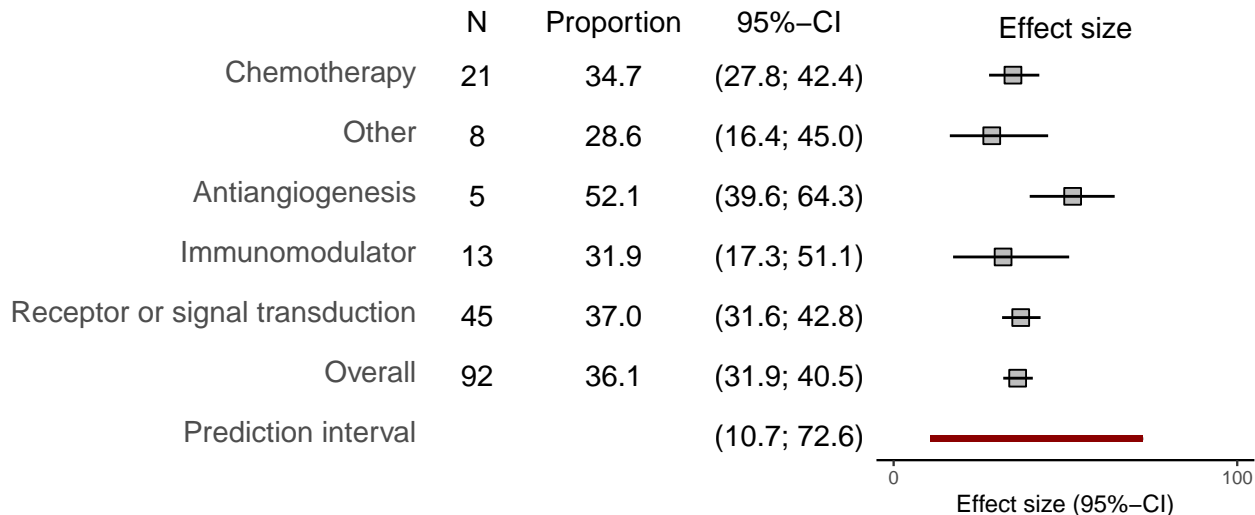 N Proportion 95%−CI Effect size
Chemotherapy 21 34.7 (27.8; 42.4)
Other 8 28.6 (16.4; 45.0)
Antiangiogenesis 5 52.1 (39.6; 64.3)
Immunomodulator 13 31.9 (17.3; 51.1)
Receptor or signal transduction 45 37.0 (31.6; 42.8)
Overall 92 36.1 (31.9; 40.5)
Prediction interval (10.7; 72.6)
0 100
Effect size (95%−CI)